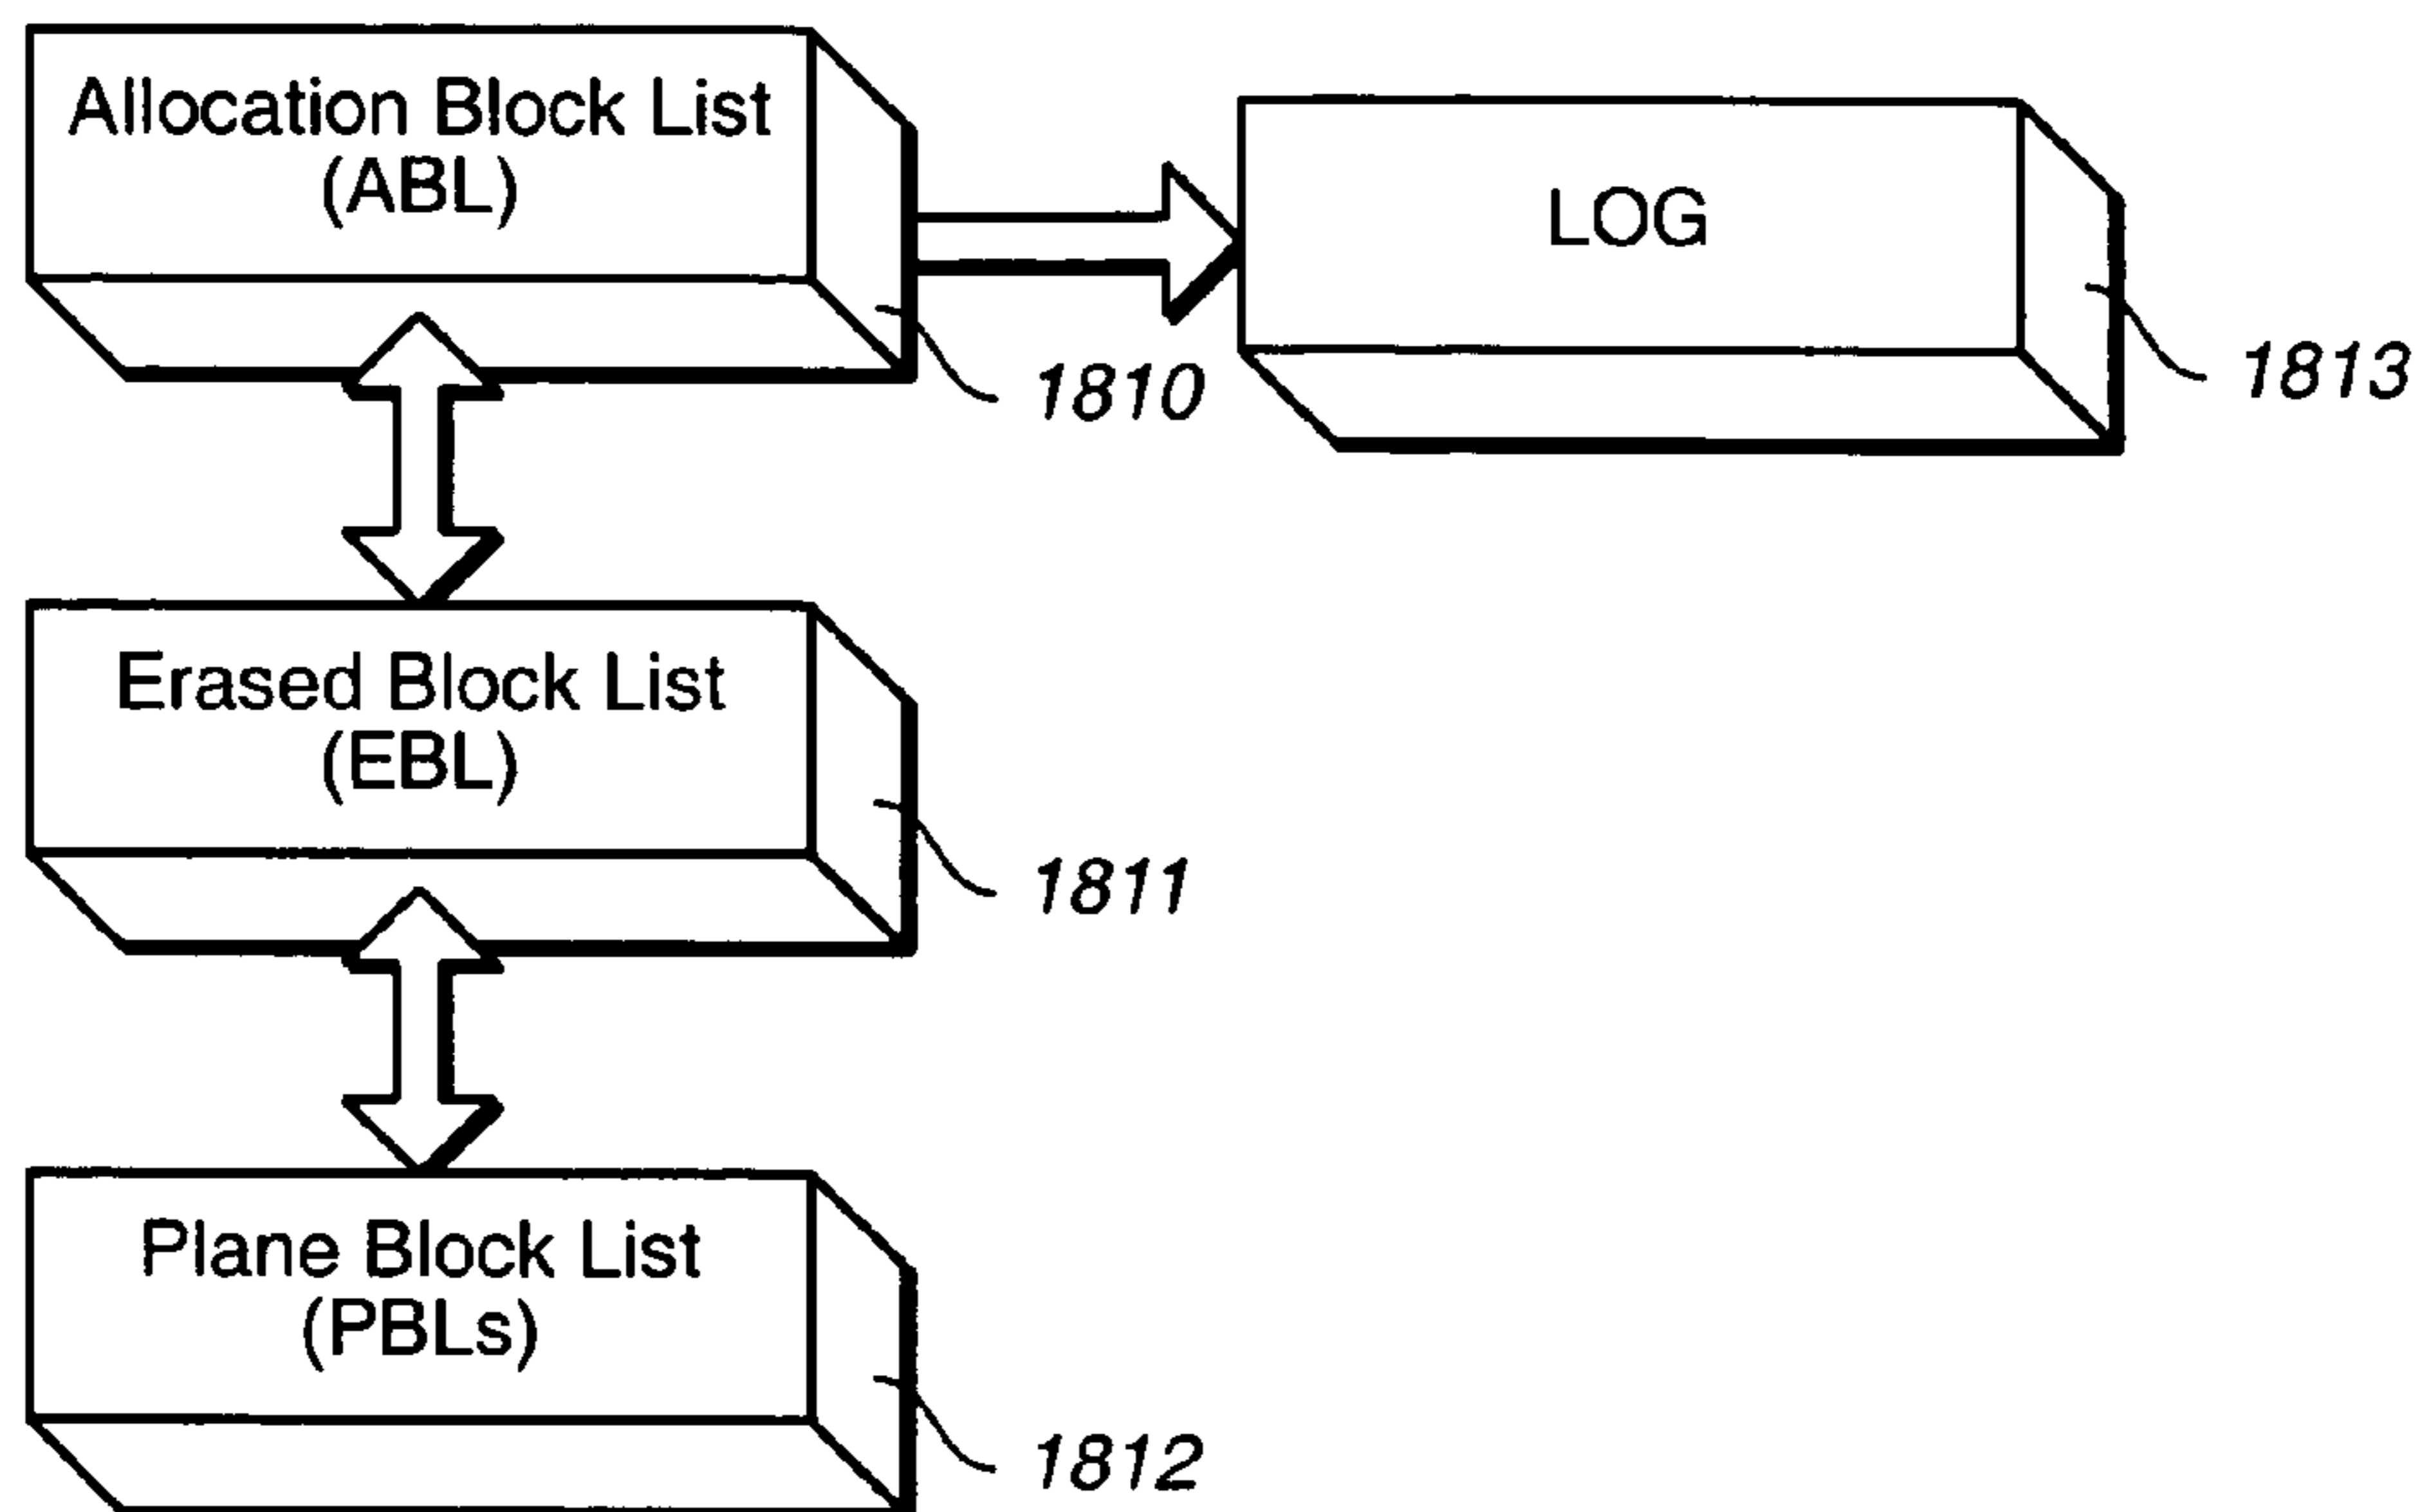 Allocation Block List
(ABL)
LOG
1810
1813
Erased Block List
(EBL)
1811
Plane Block List
(PBLs)
1812